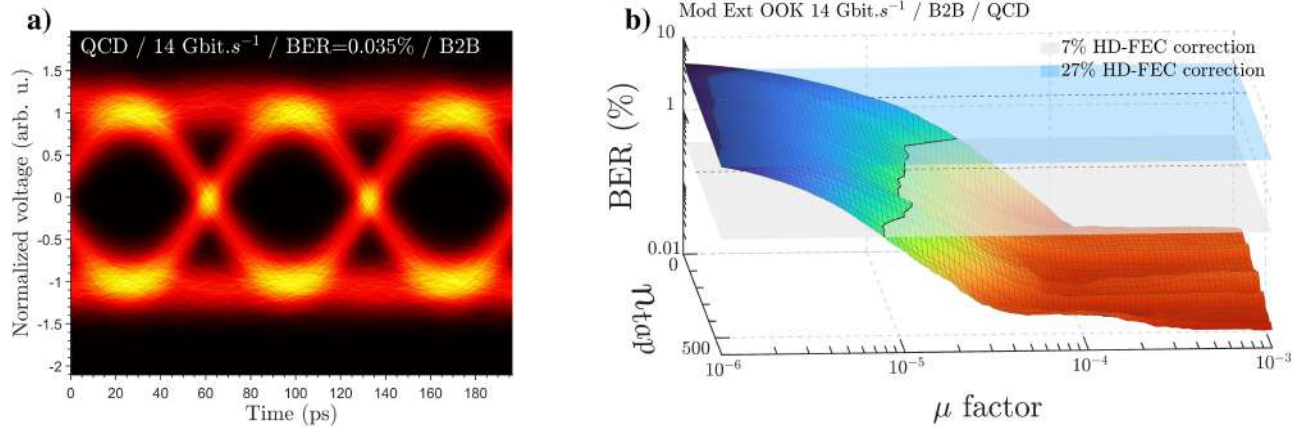 a)
QCD / 14 Gbit.s⁻¹ / BER=0.035% / B2B
Normalized voltage (arb. u.)
1.5
1
0.5
0
-0.5
-1
-1.5
-2
0 20 40 60 80 100 120 140 160 180
Time (ps)
b)
Mod Ext OOK 14 Gbit.s⁻¹ / B2B / QCD
7% HD-FEC correction
27% HD-FEC correction
BER (%)
10
1
0.01
0
500
Ntap
10⁻⁶ 10⁻⁵ 10⁻⁴ 10⁻³
μ factor